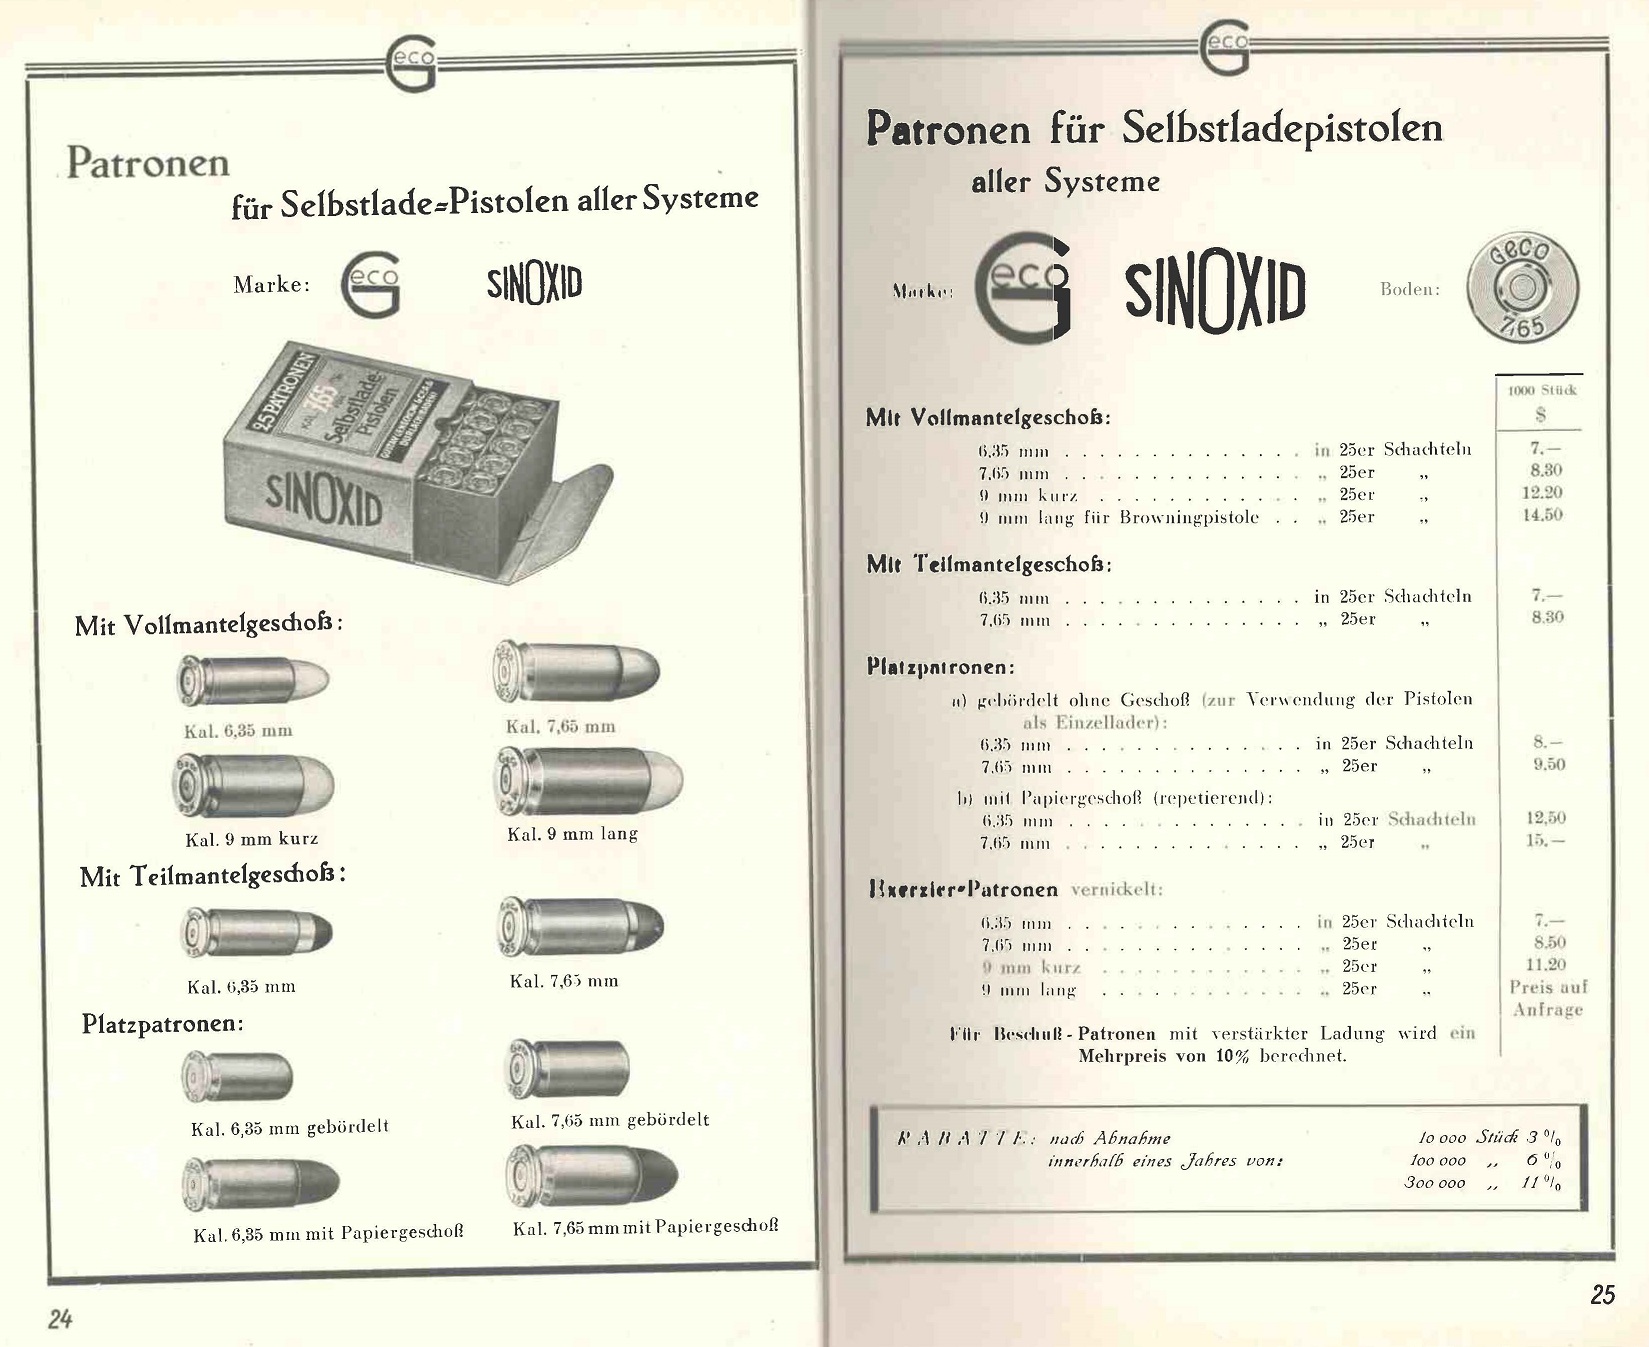 Geco
Patronen
für Selbstlade-Pistolen aller Systeme
Marke: Geco SINOXID
25 PATRONEN
KAL. 7,65
Selbstlade-
Pistolen
SINOXID
Mit Vollmantelgeschoß:
Kal. 6,35 mm
Kal. 7,65 mm
Kal. 9 mm kurz
Kal. 9 mm lang
Mit Teilmantelgeschoß:
Kal. 6,35 mm
Kal. 7,65 mm
Platzpatronen:
Kal. 6,35 mm gebördelt
Kal. 7,65 mm gebördelt
Kal. 6,35 mm mit Papiergeschoß
Kal. 7,65 mm mit Papiergeschoß
24
Geco
Patronen für Selbstladepistolen
aller Systeme
Marke: Geco SINOXID Boden: Geco 7,65
1000 Stück
$
Mit Vollmantelgeschoß:
6,35 mm . . . . . . . . . . . . . . in 25er Schachteln 7.—
7,65 mm . . . . . . . . . . . . . . „ 25er „ 8.30
9 mm kurz . . . . . . . . . . . . „ 25er „ 12.20
9 mm lang für Browningpistole . . „ 25er „ 14.50
Mit Teilmantelgeschoß:
6,35 mm . . . . . . . . . . . . . . in 25er Schachteln 7.—
7,65 mm . . . . . . . . . . . . . . „ 25er „ 8.30
Platzpatronen:
a) gebördelt ohne Geschoß (zur Verwendung der Pistolen
als Einzellader):
6,35 mm . . . . . . . . . . . . . . in 25er Schachteln 8.—
7,65 mm . . . . . . . . . . . . . . „ 25er „ 9,50
b) mit Papiergeschoß (repetierend):
6,35 mm . . . . . . . . . . . . . . in 25er Schachteln 12,50
7,65 mm . . . . . . . . . . . . . . „ 25er „ 15.—
Exerzier-Patronen vernickelt:
6,35 mm . . . . . . . . . . . . . . in 25er Schachteln 7.—
7,65 mm . . . . . . . . . . . . . . „ 25er „ 8.50
9 mm kurz . . . . . . . . . . . . „ 25er „ 11.20
9 mm lang . . . . . . . . . . . . „ 25er „ Preis auf
Anfrage
Für Beschuß-Patronen mit verstärkter Ladung wird ein
Mehrpreis von 10% berechnet.
RABATTE: nach Abnahme 10 000 Stück 3 %
innerhalb eines Jahres von: 100 000 „ 6 %
300 000 „ 11 %
25